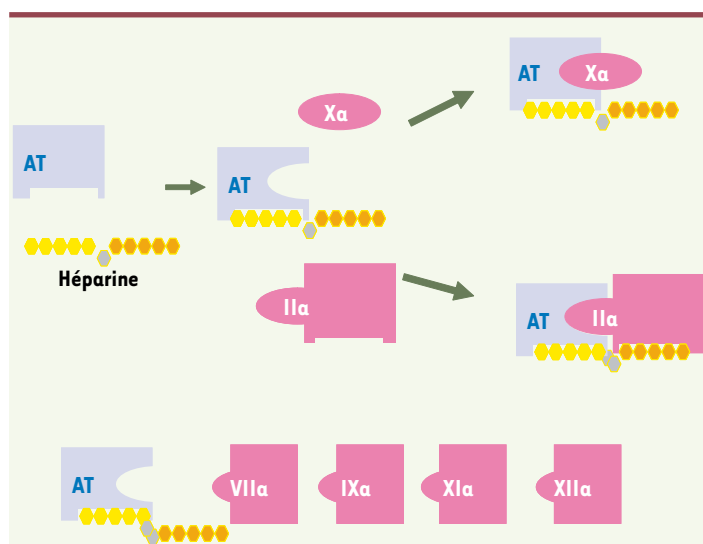 AT
Xa
Xa
AT
AT
Héparine
IIa
AT
IIa
AT
VIIa
IXa
XIa
XIIa